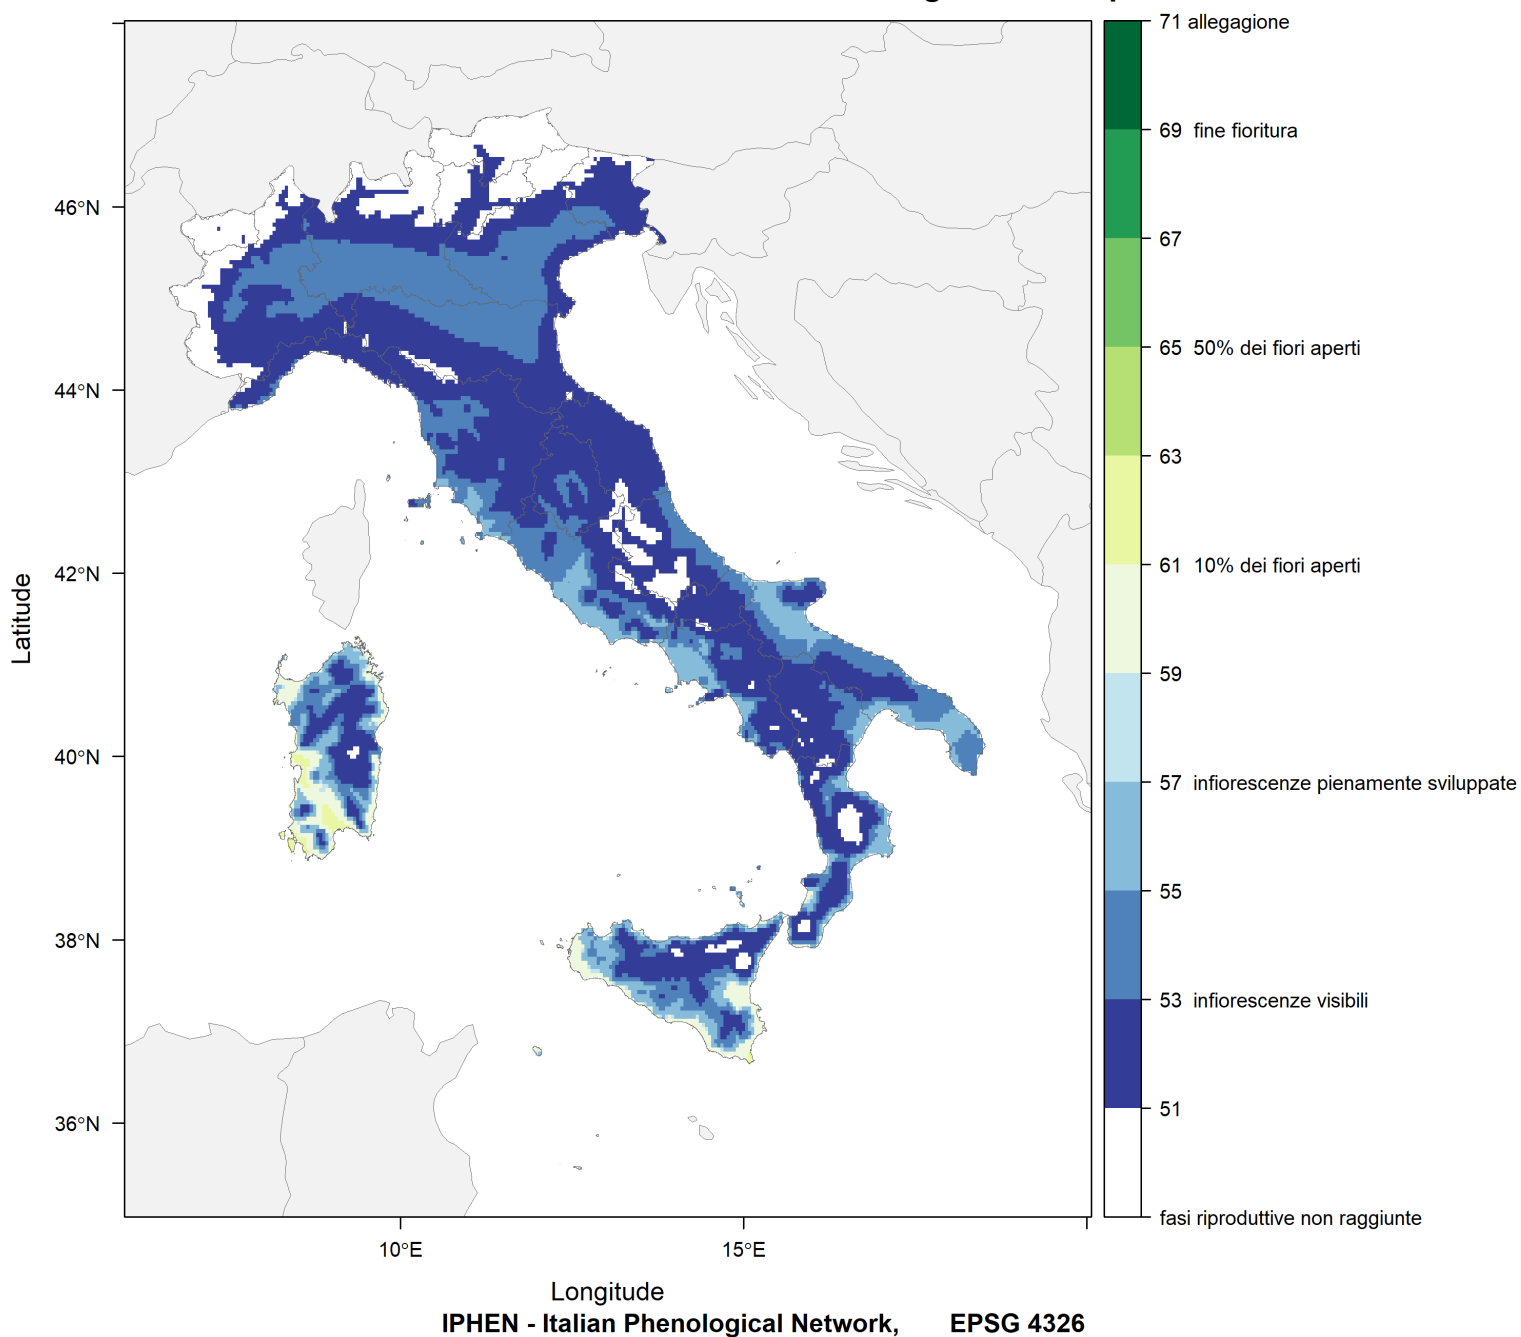 71 allegagione
69 fine fioritura
67
65 50% dei fiori aperti
63
61 10% dei fiori aperti
59
57 infiorescenze pienamente sviluppate
55
53 infiorescenze visibili
51
fasi riproduttive non raggiunte
46°N
44°N
42°N
40°N
38°N
36°N
Latitude
10°E 15°E
Longitude
IPHEN - Italian Phenological Network, EPSG 4326